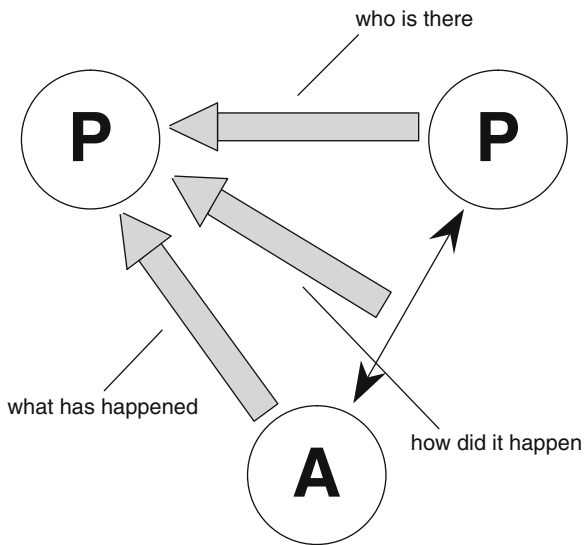 who is there
P
P
what has happened
how did it happen
A